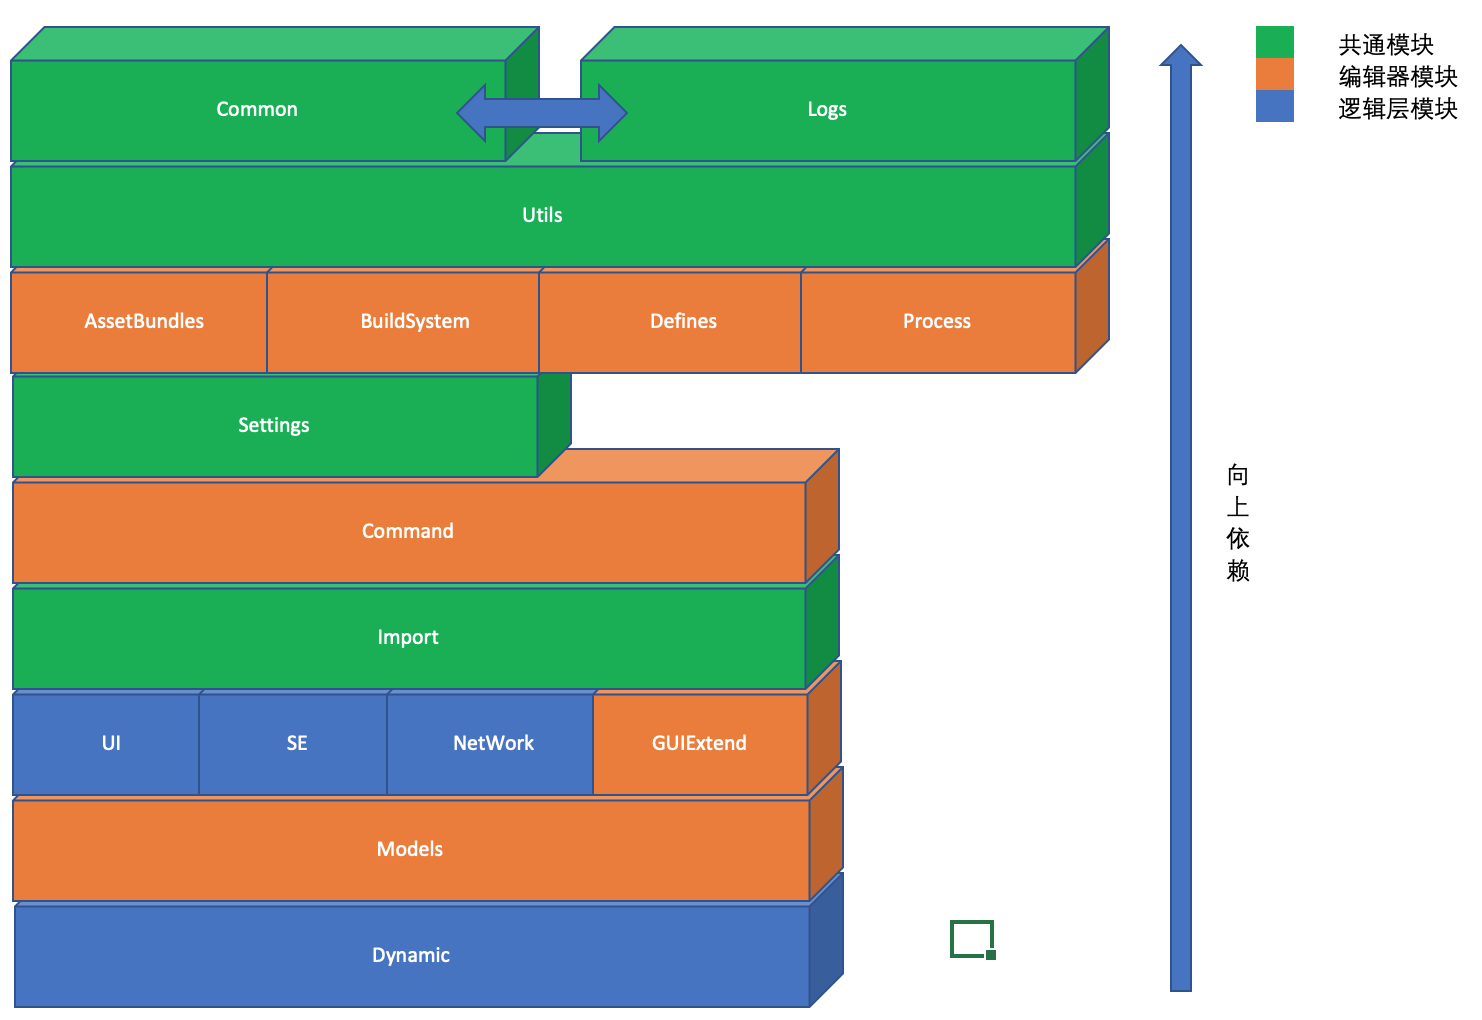 Common
Logs
Utils
AssetBundles
BuildSystem
Defines
Process
Settings
Command
Import
UI
SE
NetWork
GUIExtend
Models
Dynamic
共通模块
编辑器模块
逻辑层模块
向
上
依
赖